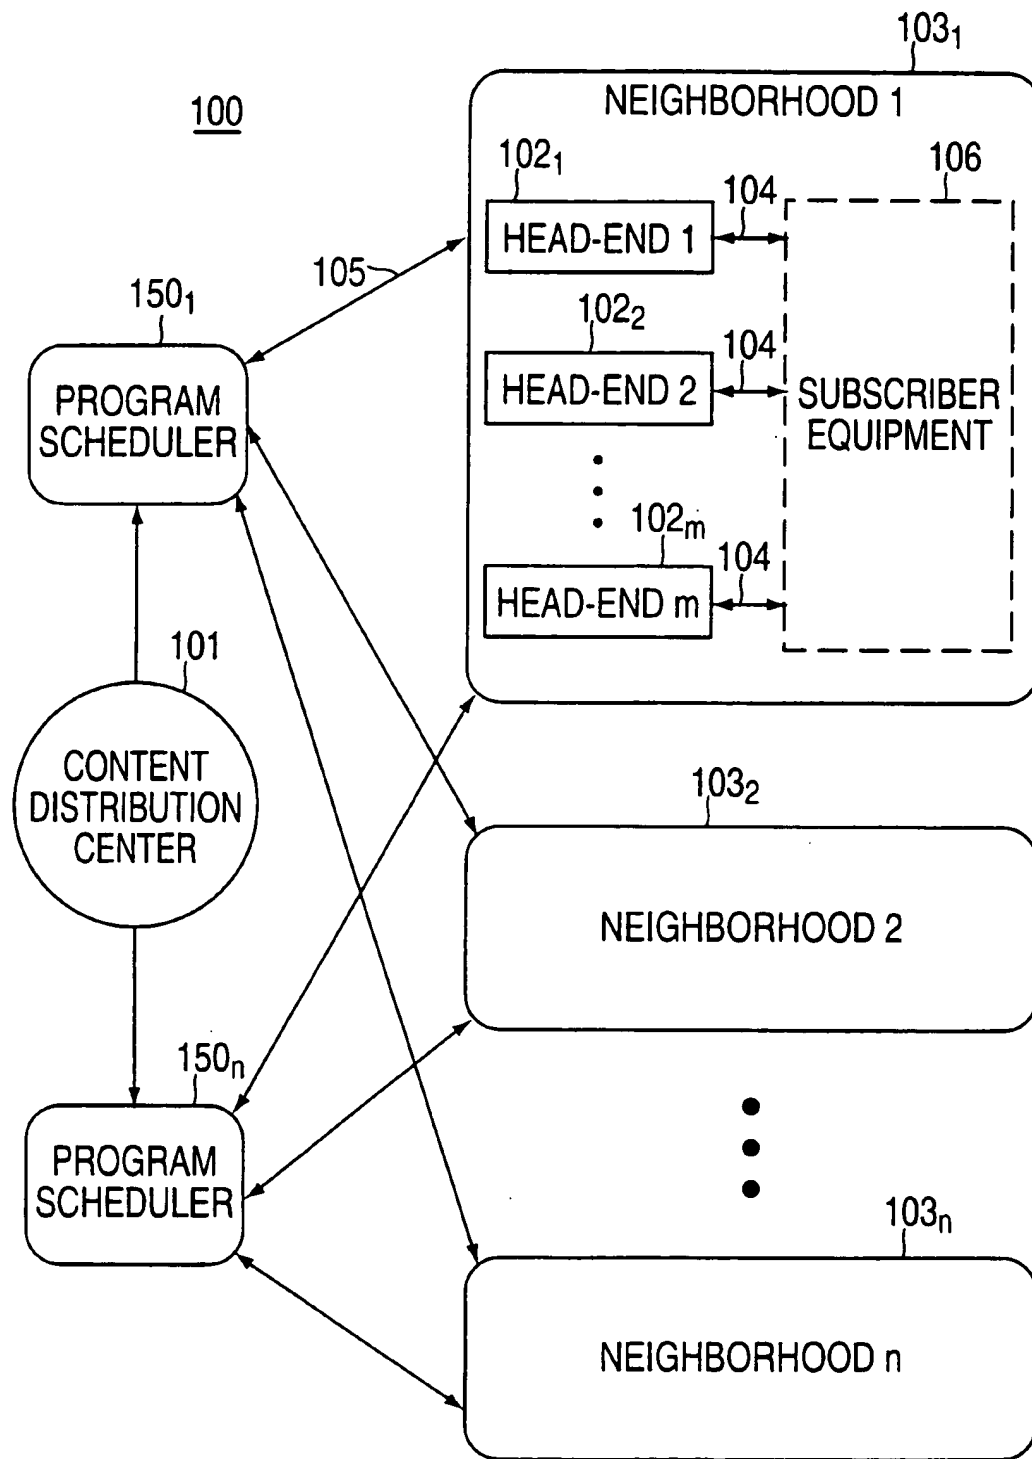 100
103₁
NEIGHBORHOOD 1
102₁
HEAD-END 1
104
106
105
150₁
PROGRAM
SCHEDULER
102₂
HEAD-END 2
104
SUBSCRIBER
EQUIPMENT
102ₘ
HEAD-END m
104
101
CONTENT
DISTRIBUTION
CENTER
103₂
NEIGHBORHOOD 2
150ₙ
PROGRAM
SCHEDULER
103ₙ
NEIGHBORHOOD n